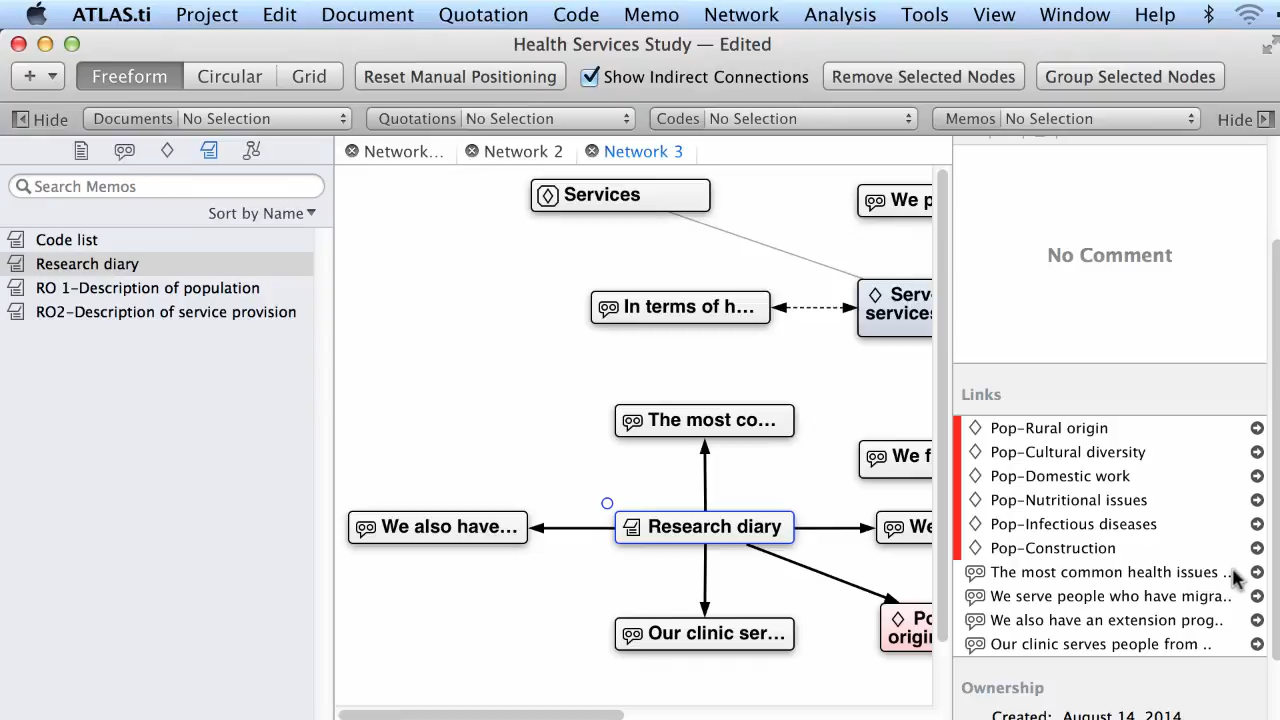 ATLAS.ti Project Edit Document Quotation Code Memo Network Analysis Tools View Window Help
Health Services Study — Edited
+ Freeform Circular Grid Reset Manual Positioning Show Indirect Connections Remove Selected Nodes Group Selected Nodes
Hide Documents No Selection Quotations No Selection Codes No Selection Memos No Selection Hide
Network... Network 2 Network 3
Search Memos
Sort by Name
Code list
Research diary
RO 1-Description of population
RO2-Description of service provision
Services
We p
Serv
services
In terms of h...
The most co...
We f
We also have...
Research diary
We
Our clinic ser...
Po
origin
No Comment
Links
Pop-Rural origin
Pop-Cultural diversity
Pop-Domestic work
Pop-Nutritional issues
Pop-Infectious diseases
Pop-Construction
The most common health issues ..
We serve people who have migra..
We also have an extension prog..
Our clinic serves people from ..
Ownership
Created: August 14, 2014